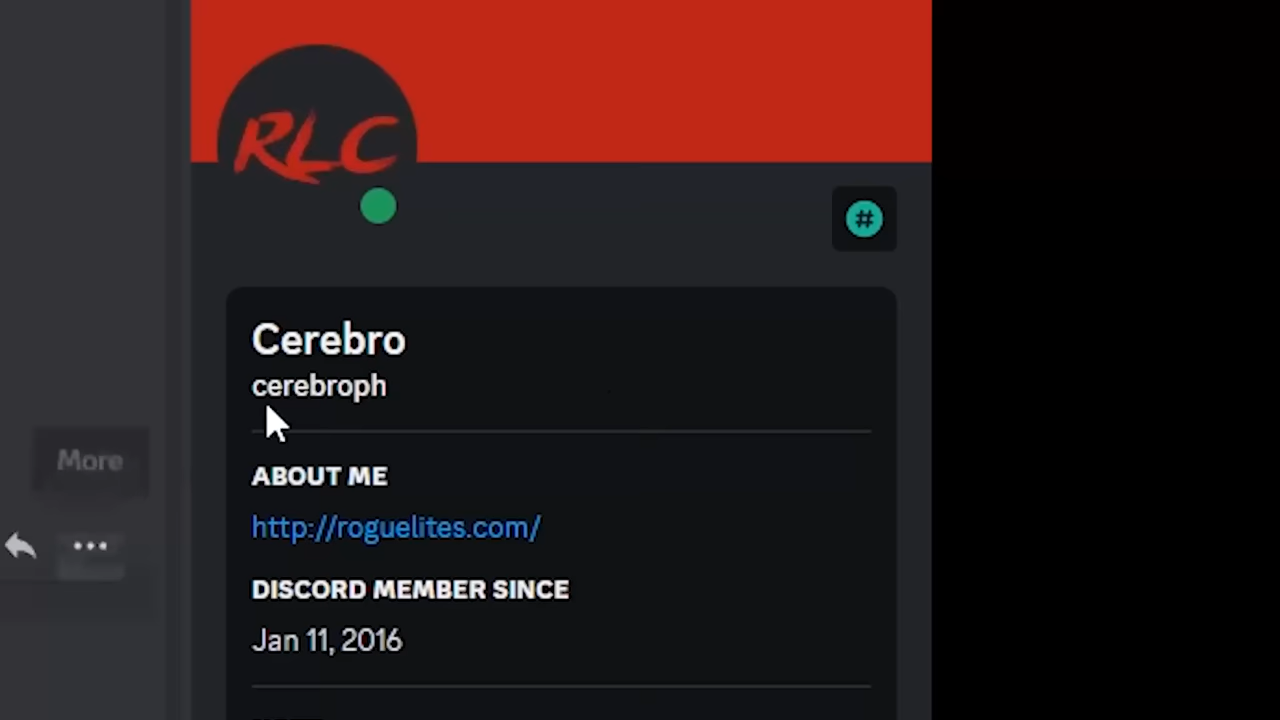 RLC
#
Cerebro
cerebroph
More
ABOUT ME
http://roguelites.com/
DISCORD MEMBER SINCE
Jan 11, 2016